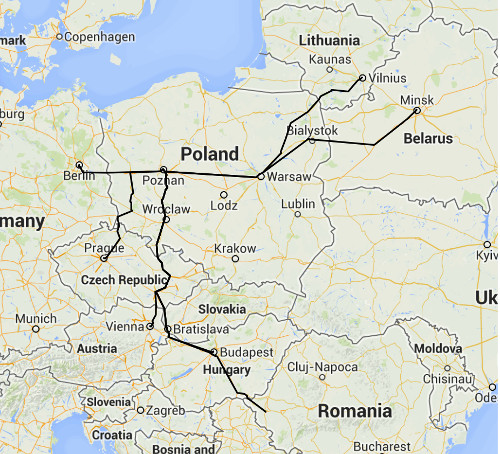 Copenhagen
mark
Lithuania
Kaunas
Vilnius
Minsk
burg
Bialystok
Belarus
Poland
Berlin
Poznan
Warsaw
Lodz
Lublin
Wroclaw
many
Prague
Krakow
Kyiv
Czech Republic
Uk
Slovakia
Munich
Vienna
Bratislava
Austria
Budapest
Moldova
Hungary
Cluj-Napoca
Chisinau
Ode
Slovenia
Zagreb
Romania
Croatia
Bosnia and
Bucharest